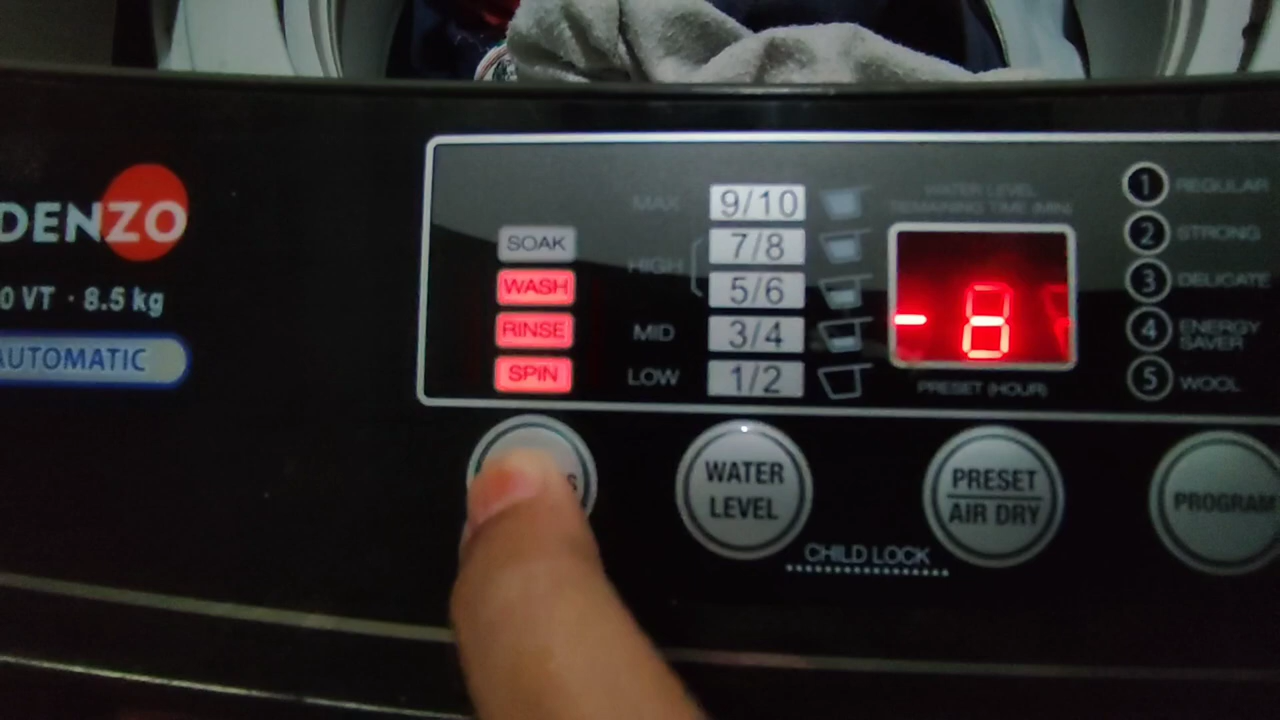 DENZO
0 VT · 8.5 kg
AUTOMATIC
SOAK
WASH
RINSE
SPIN
MAX
HIGH
MID
LOW
9/10
7/8
5/6
3/4
1/2
WATER LEVEL
REMAINING TIME (MIN)
PRESET (HOUR)
1 REGULAR
2 STRONG
3 DELICATE
4 ENERGY SAVER
5 WOOL
S
WATER
LEVEL
PRESET
AIR DRY
PROGRAM
CHILD LOCK